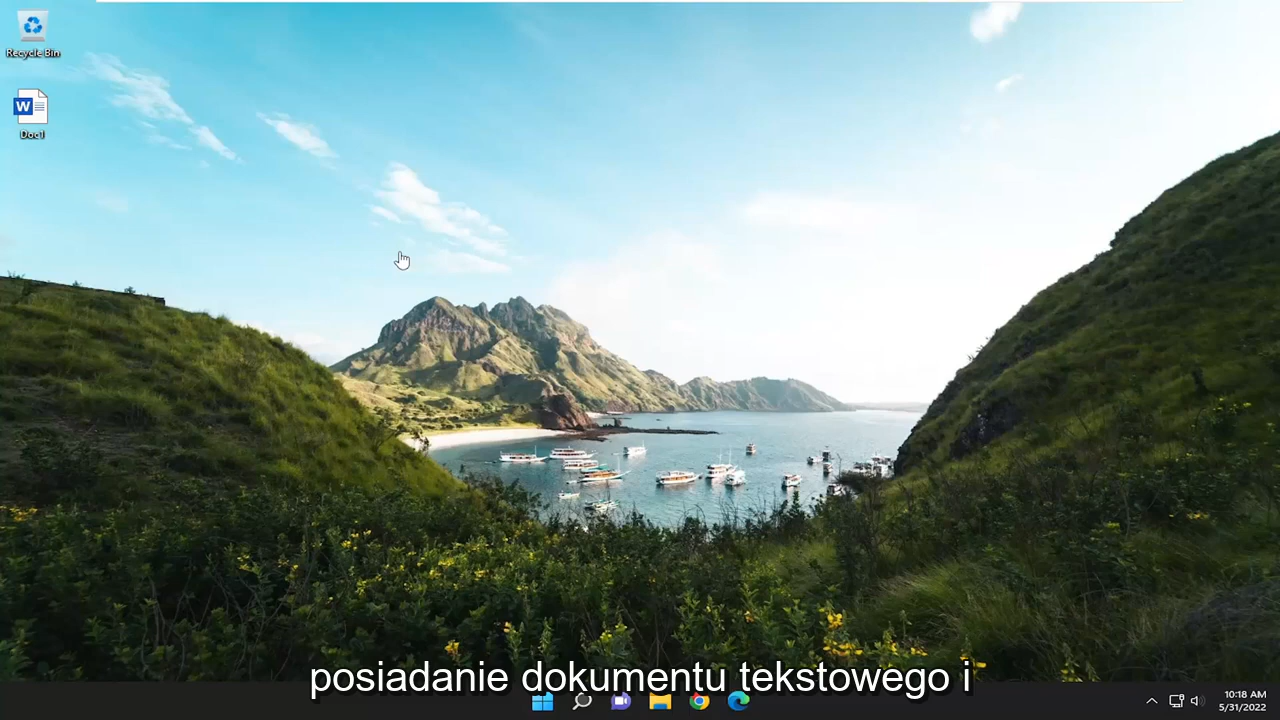 Recycle Bin
Doc1
posiadanie dokumentu tekstowego i
10:18 AM
5/31/2022